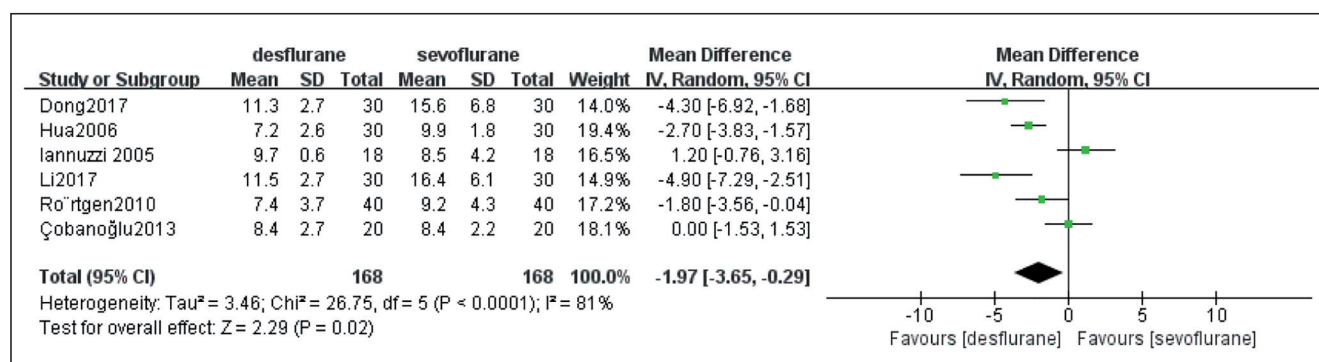 desflurane sevoflurane Mean Difference Mean Difference
Study or Subgroup Mean SD Total Mean SD Total Weight IV, Random, 95% CI IV, Random, 95% CI
Dong2017 11.3 2.7 30 15.6 6.8 30 14.0% -4.30 [-6.92, -1.68]
Hua2006 7.2 2.6 30 9.9 1.8 30 19.4% -2.70 [-3.83, -1.57]
Iannuzzi 2005 9.7 0.6 18 8.5 4.2 18 16.5% 1.20 [-0.76, 3.16]
Li2017 11.5 2.7 30 16.4 6.1 30 14.9% -4.90 [-7.29, -2.51]
Ro¨rtgen2010 7.4 3.7 40 9.2 4.3 40 17.2% -1.80 [-3.56, -0.04]
Çobanoğlu2013 8.4 2.7 20 8.4 2.2 20 18.1% 0.00 [-1.53, 1.53]
Total (95% CI) 168 168 100.0% -1.97 [-3.65, -0.29]
Heterogeneity: Tau² = 3.46; Chi² = 26.75, df = 5 (P < 0.0001); I² = 81%
Test for overall effect: Z = 2.29 (P = 0.02)
-10 -5 0 5 10
Favours [desflurane] Favours [sevoflurane]